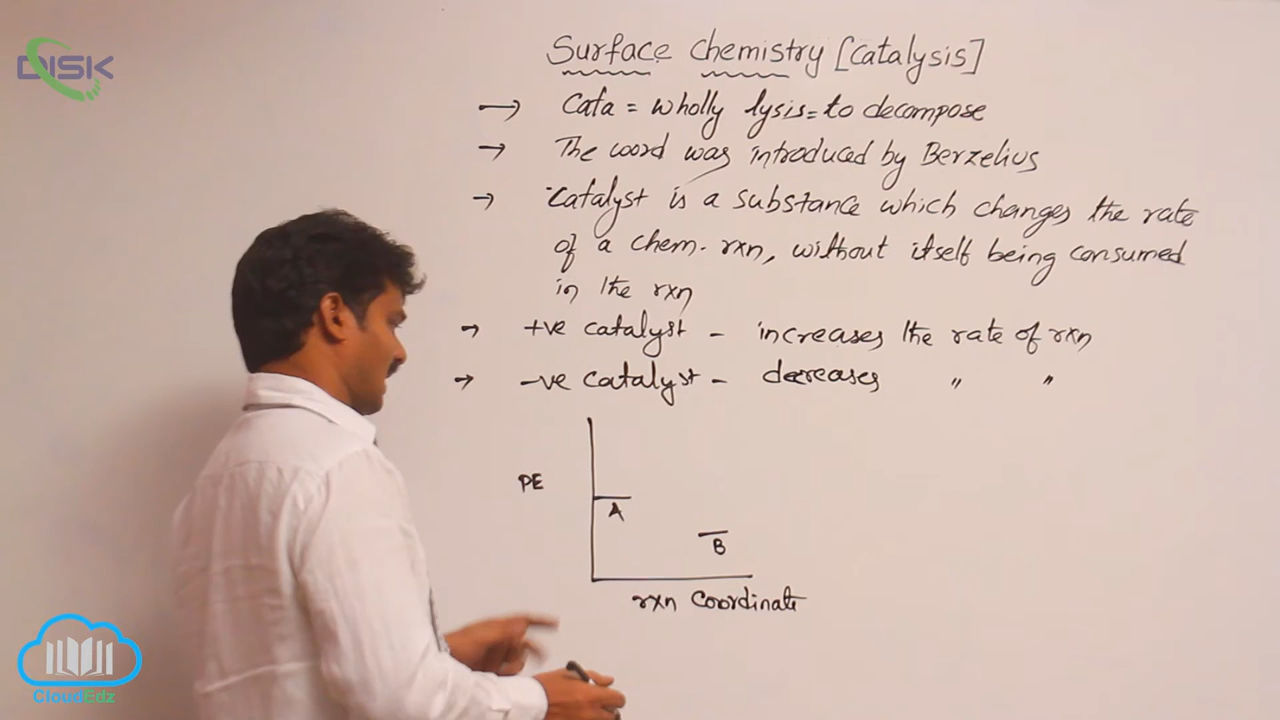 DISK
Surface Chemistry [Catalysis]
→ Cata = wholly lysis = to decompose
→ The word was introduced by Berzelius
→ Catalyst is a substance which changes the rate
of a chem. rxn, without itself being consumed
in the rxn
→ +ve catalyst - increases the rate of rxn
→ -ve catalyst - decreases " "
PE
A
B
rxn Coordinate
CloudEdz